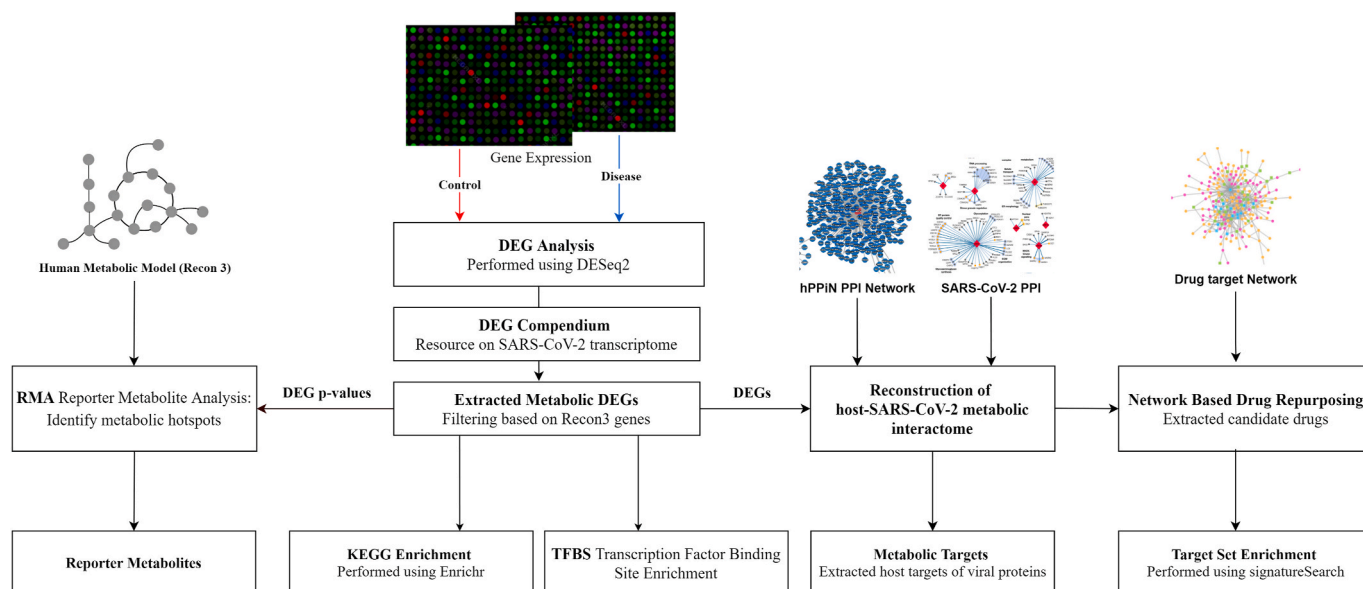 Gene Expression
Control
Disease
Human Metabolic Model (Recon 3)
DEG Analysis
Performed using DESeq2
hPPiN PPI Network
SARS-CoV-2 PPI
Drug target Network
DEG Compendium
Resource on SARS-CoV-2 transcriptome
RMA Reporter Metabolite Analysis:
Identify metabolic hotspots
DEG p-values
Extracted Metabolic DEGs
Filtering based on Recon3 genes
DEGs
Reconstruction of
host-SARS-CoV-2 metabolic
interactome
Network Based Drug Repurposing
Extracted candidate drugs
Reporter Metabolites
KEGG Enrichment
Performed using Enrichr
TFBS Transcription Factor Binding
Site Enrichment
Metabolic Targets
Extracted host targets of viral proteins
Target Set Enrichment
Performed using signatureSearch